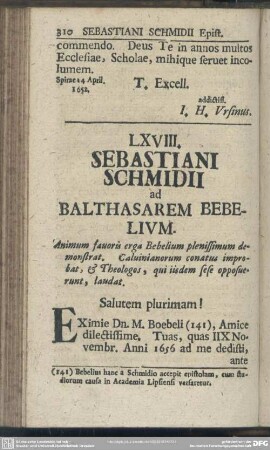 310 SEBASTIANI SCHMIDII Epist.
commendo. Deus Te in annos multos
Ecclesiae, Scholae, mihique seruet inco-
lumem.
Spirae 24 April. T. Excell.
1652.
addictiss.
I. H. Vrsinus.
LXVIII.
SEBASTIANI
SCHMIDII
ad
BALTHASAREM BEBE-
LIVM.
Animum fauoris erga Bebelium plenissimum de-
monstrat. Caluinianorum conatus impro-
bat, & Theologos, qui iisdem sese opposue-
runt, laudat.
Salutem plurimam!
EXimie Dn. M. Boebeli (141), Amice
dilectissime, Tuas, quas IIX No-
vembr. Anni 1656 ad me dedisti,
ante
(141) Bebelius hanc a Schmidio accepit epistolam, cum stu-
diorum causa in Academia Lipsiensi versaretur.